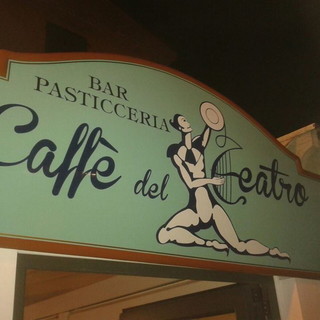 BAR
PASTICCERIA
Caffè del Teatro